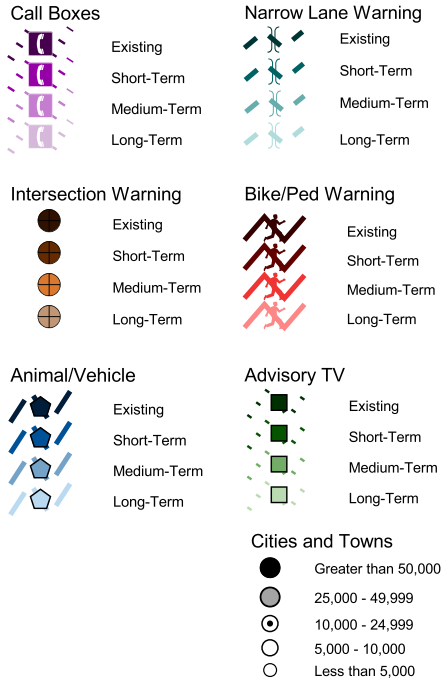 Call Boxes
Existing
Short-Term
Medium-Term
Long-Term
Narrow Lane Warning
Existing
Short-Term
Medium-Term
Long-Term
Intersection Warning
Existing
Short-Term
Medium-Term
Long-Term
Bike/Ped Warning
Existing
Short-Term
Medium-Term
Long-Term
Animal/Vehicle
Existing
Short-Term
Medium-Term
Long-Term
Advisory TV
Existing
Short-Term
Medium-Term
Long-Term
Cities and Towns
Greater than 50,000
25,000 - 49,999
10,000 - 24,999
5,000 - 10,000
Less than 5,000